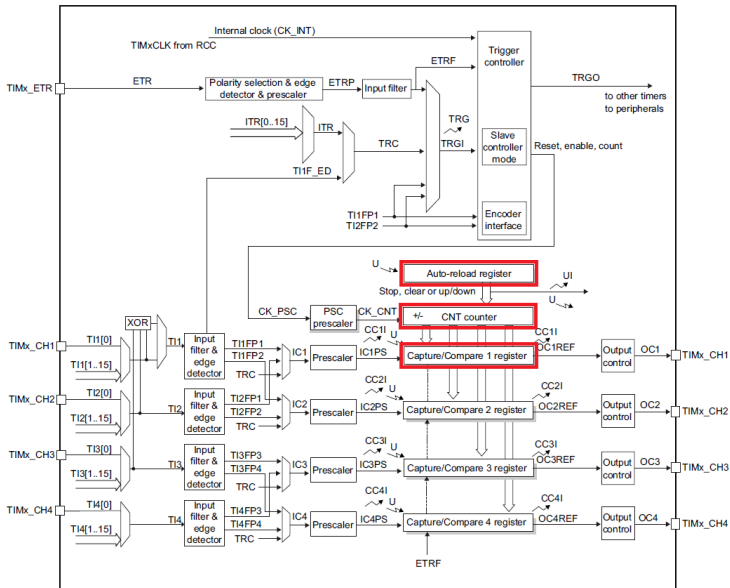 Internal clock (CK_INT)
TIMxCLK from RCC
Trigger
controller
ETRF
TRGO
to other timers
to peripherals
TIMx_ETR
ETR
Polarity selection & edge
detector & prescaler
ETRP
Input filter
ITR[0..15]
ITR
TRC
TRG
TRGI
Slave
controller
mode
Reset, enable, count
TI1F_ED
TI1FP1
TI2FP2
Encoder
interface
U
Auto-reload register
UI
Stop, clear or up/down
U
CK_PSC
PSC
prescaler
CK_CNT
+/-
CNT counter
XOR
TIMx_CH1
TI1[0]
TI1[1..15]
TI1
Input
filter &
edge
detector
TI1FP1
TI1FP2
TRC
IC1
Prescaler
IC1PS
CC1I
U
Capture/Compare 1 register
CC1I
OC1REF
Output
control
OC1
TIMx_CH1
TIMx_CH2
TI2[0]
TI2[1..15]
TI2
Input
filter &
edge
detector
TI2FP1
TI2FP2
TRC
IC2
Prescaler
IC2PS
CC2I
U
Capture/Compare 2 register
CC2I
OC2REF
Output
control
OC2
TIMx_CH2
TIMx_CH3
TI3[0]
TI3[1..15]
TI3
Input
filter &
edge
detector
TI3FP3
TI3FP4
TRC
IC3
Prescaler
IC3PS
CC3I
U
Capture/Compare 3 register
CC3I
OC3REF
Output
control
OC3
TIMx_CH3
TIMx_CH4
TI4[0]
TI4[1..15]
TI4
Input
filter &
edge
detector
TI4FP3
TI4FP4
TRC
IC4
Prescaler
IC4PS
CC4I
U
Capture/Compare 4 register
CC4I
OC4REF
Output
control
OC4
TIMx_CH4
ETRF